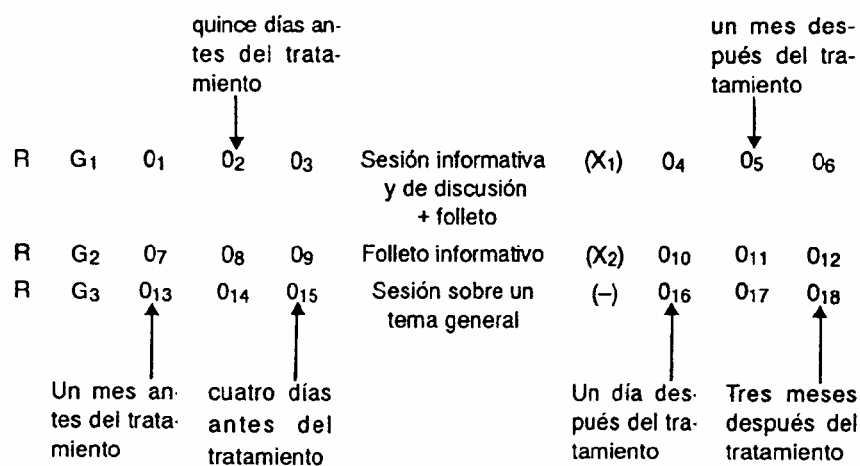 quince días an-
tes del trata-
miento
un mes des-
pués del tra-
tamiento
R G1 01 02 03 Sesión informativa (X1) 04 05 06
y de discusión
+ folleto
R G2 07 08 09 Folleto informativo (X2) 010 011 012
R G3 013 014 015 Sesión sobre un (–) 016 017 018
tema general
Un mes an-
tes del trata-
miento
cuatro días
antes del
tratamiento
Un día des-
pués del tra-
tamiento
Tres meses
después del
tratamiento